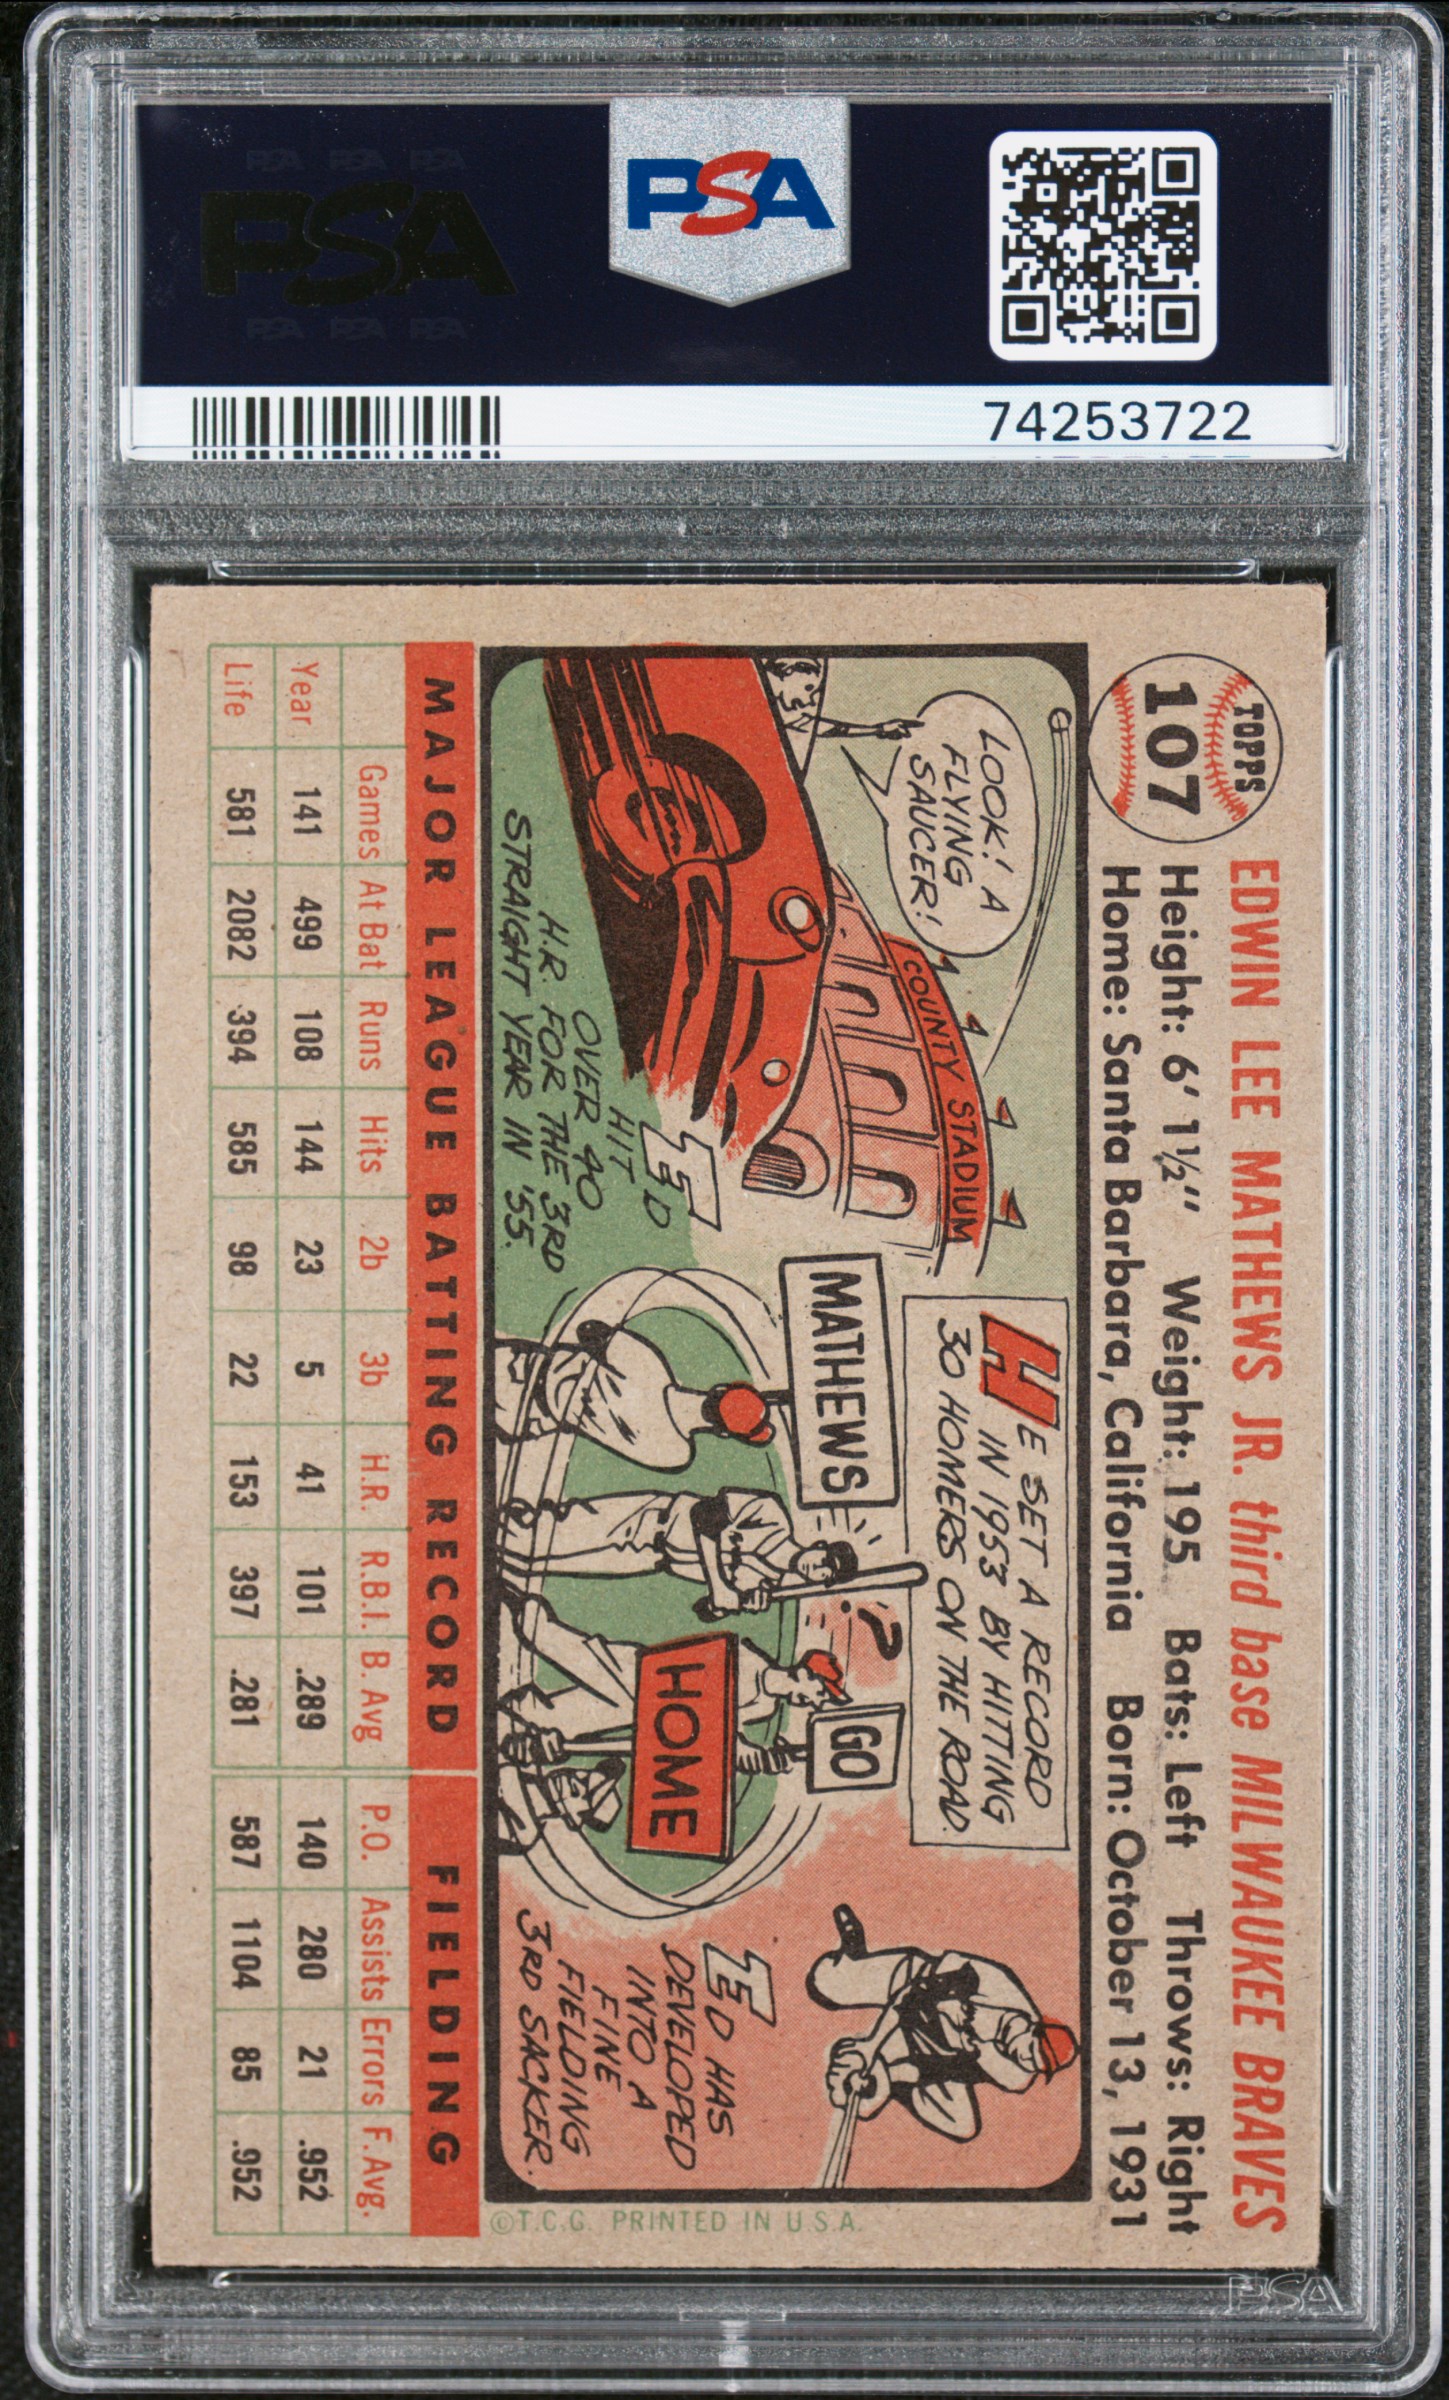 PSA PSA PSA
PSA
PSA PSA PSA
PSA
74253722
TOPPS
107
EDWIN LEE MATHEWS JR. third base MILWAUKEE BRAVES
Height: 6' 1½" Weight: 195 Bats: Left Throws: Right
Home: Santa Barbara, California Born: October 13, 1931
LOOK! A
FLYING
SAUCER!
COUNTY STADIUM
ED
HIT
OVER 40
H.R. FOR THE 3RD
STRAIGHT YEAR IN '55.
HE SET A RECORD
IN 1953 BY HITTING
30 HOMERS ON THE ROAD.
MATHEWS
?
GO
HOME
ED HAS
DEVELOPED
INTO A
FINE
FIELDING
3RD SACKER.
©T.C.G. PRINTED IN U.S.A.
MAJOR LEAGUE BATTING RECORD FIELDING
Games At Bat Runs Hits 2b 3b H.R. R.B.I. B. Avg P.O. Assists Errors F. Avg.
Year 141 499 108 144 23 5 41 101 .289 140 280 21 .952
Life 581 2082 394 585 98 22 153 397 .281 587 1104 85 .952
PSA